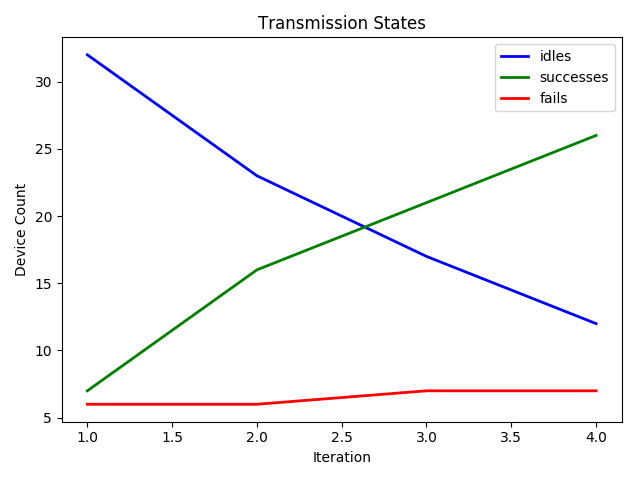 Transmission States
idles
successes
fails
30
25
20
15
10
5
Device Count
1.0 1.5 2.0 2.5 3.0 3.5 4.0
Iteration